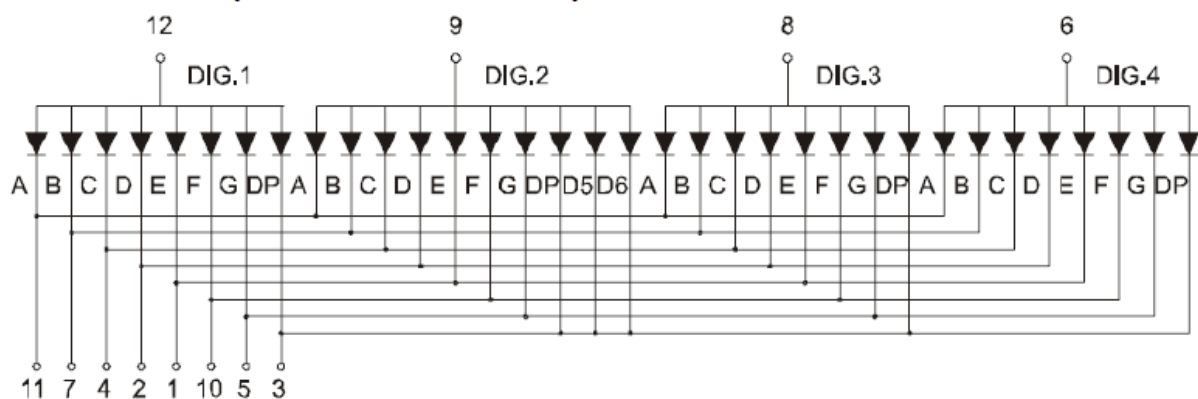 12 9 8 6
DIG.1 DIG.2 DIG.3 DIG.4
A B C D E F G DP A B C D E F G DP D5 D6 A B C D E F G DP A B C D E F G DP
11 7 4 2 1 10 5 3